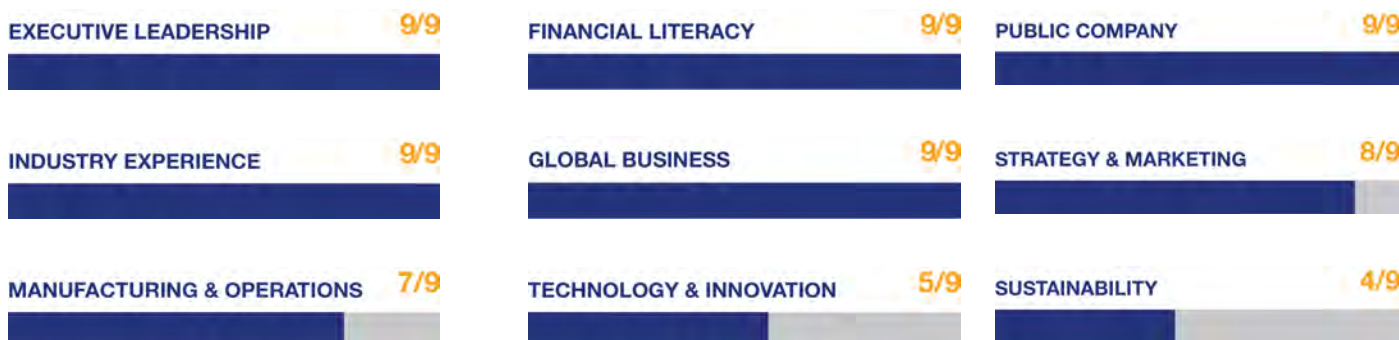 EXECUTIVE LEADERSHIP 9/9
FINANCIAL LITERACY 9/9
PUBLIC COMPANY 9/9
INDUSTRY EXPERIENCE 9/9
GLOBAL BUSINESS 9/9
STRATEGY & MARKETING 8/9
MANUFACTURING & OPERATIONS 7/9
TECHNOLOGY & INNOVATION 5/9
SUSTAINABILITY 4/9